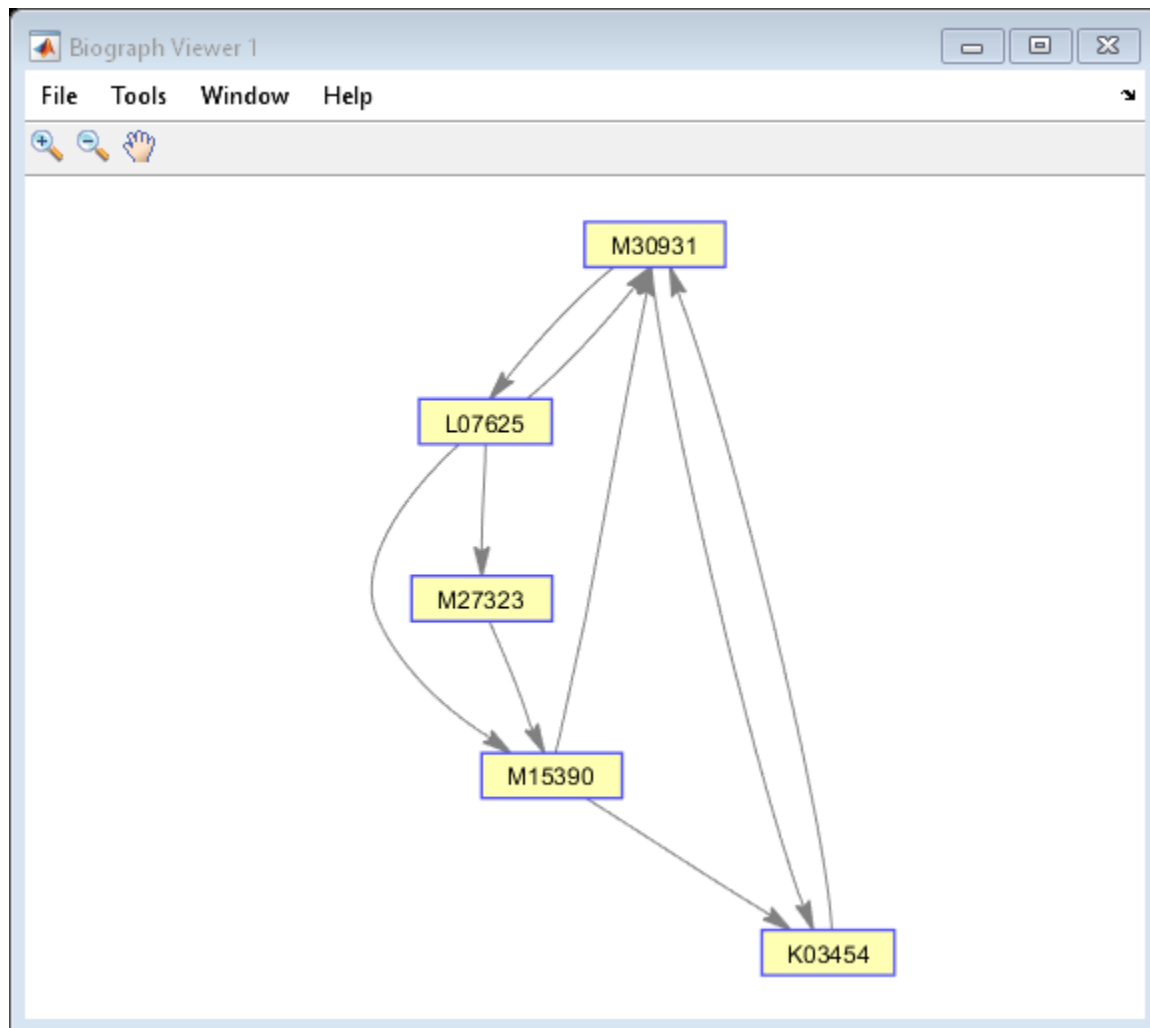 Biograph Viewer 1
File Tools Window Help
M30931
L07625
M27323
M15390
K03454